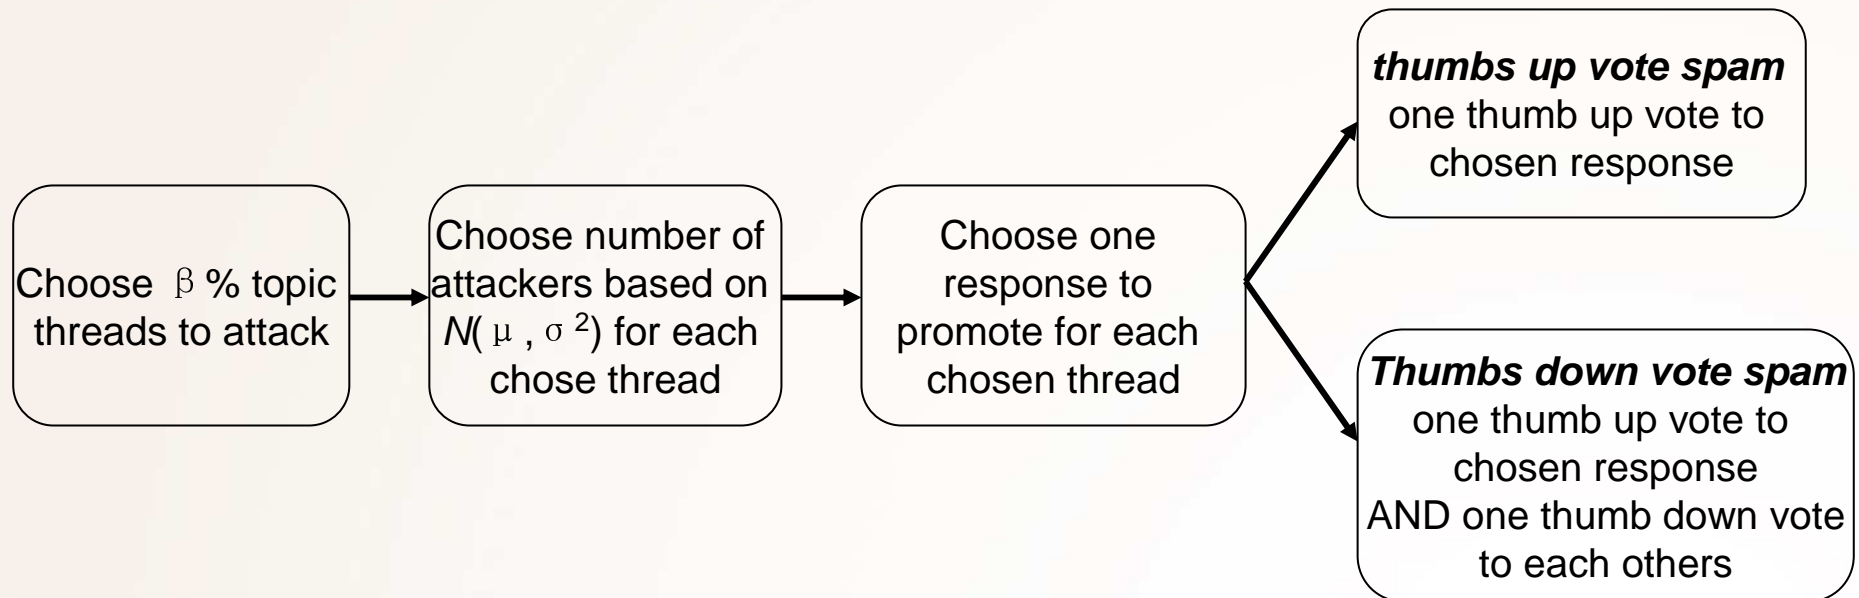 Choose β% topic
threads to attack
Choose number of
attackers based on
N(μ, σ²) for each
chose thread
Choose one
response to
promote for each
chosen thread
thumbs up vote spam
one thumb up vote to
chosen response
Thumbs down vote spam
one thumb up vote to
chosen response
AND one thumb down vote
to each others